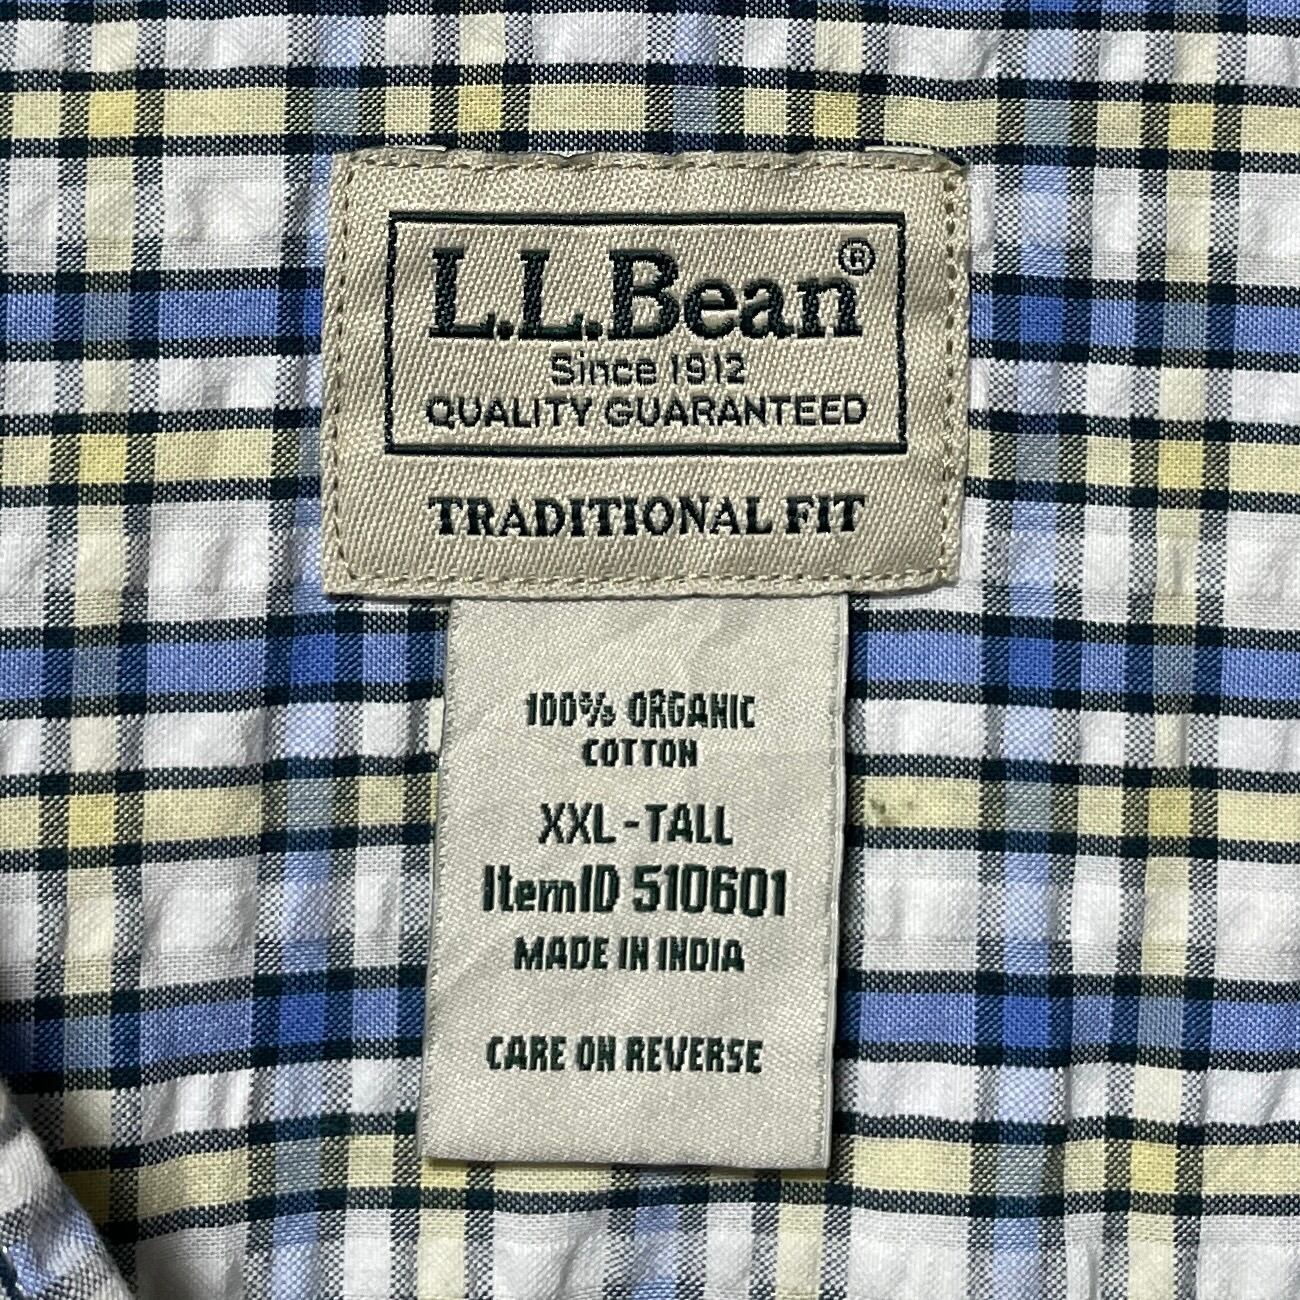 L.L.Bean®
Since 1912
QUALITY GUARANTEED
TRADITIONAL FIT
100% ORGANIC
COTTON
XXL-TALL
ItemID 510601
MADE IN INDIA
CARE ON REVERSE